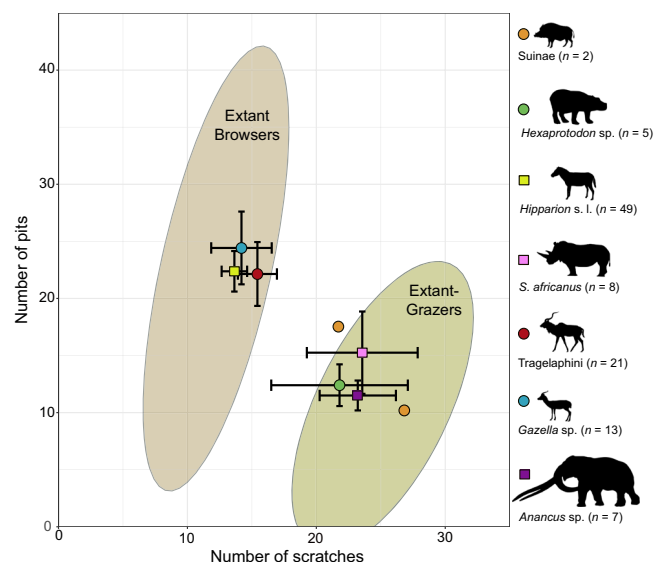 40
30
20
10
0
0
10
20
30
Number of pits
Number of scratches
Extant
Browsers
Extant-
Grazers
Suinae (n = 2)
Hexaprotodon sp. (n = 5)
Hipparion s. l. (n = 49)
S. africanus (n = 8)
Tragelaphini (n = 21)
Gazella sp. (n = 13)
Anancus sp. (n = 7)